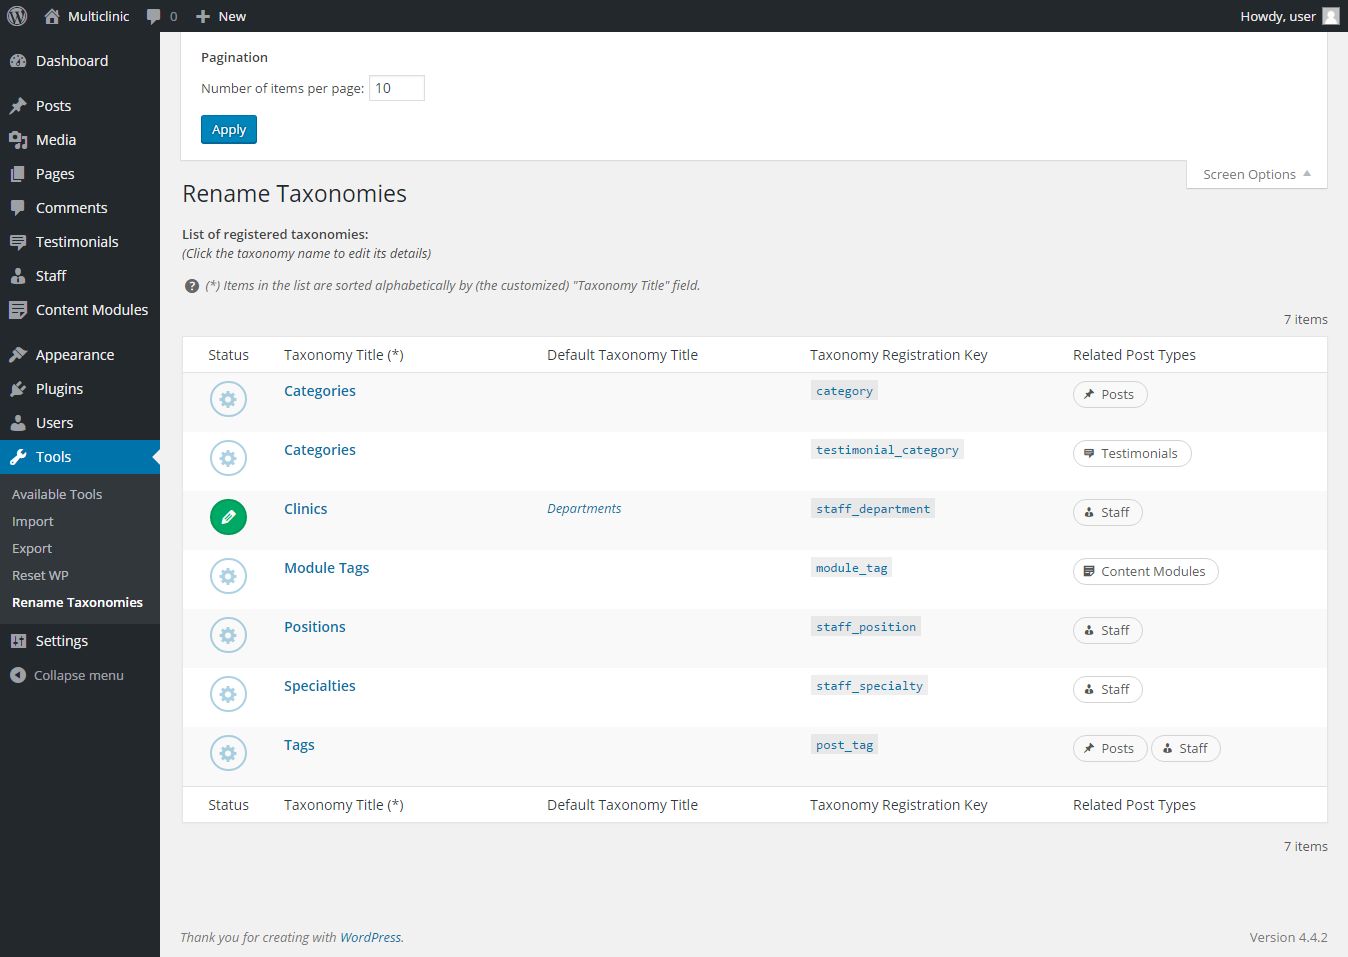 Multiclinic 0 New Howdy, user
Dashboard
Posts
Media
Pages
Comments
Testimonials
Staff
Content Modules
Appearance
Plugins
Users
Tools
Available Tools
Import
Export
Reset WP
Rename Taxonomies
Settings
Collapse menu
Pagination
Number of items per page: 10
Apply
Screen Options
Rename Taxonomies
List of registered taxonomies:
(Click the taxonomy name to edit its details)
(*) Items in the list are sorted alphabetically by (the customized) "Taxonomy Title" field.
7 items
Status Taxonomy Title (*) Default Taxonomy Title Taxonomy Registration Key Related Post Types
Categories category Posts
Categories testimonial_category Testimonials
Clinics Departments staff_department Staff
Module Tags module_tag Content Modules
Positions staff_position Staff
Specialties staff_specialty Staff
Tags post_tag Posts Staff
Status Taxonomy Title (*) Default Taxonomy Title Taxonomy Registration Key Related Post Types
7 items
Thank you for creating with WordPress. Version 4.4.2